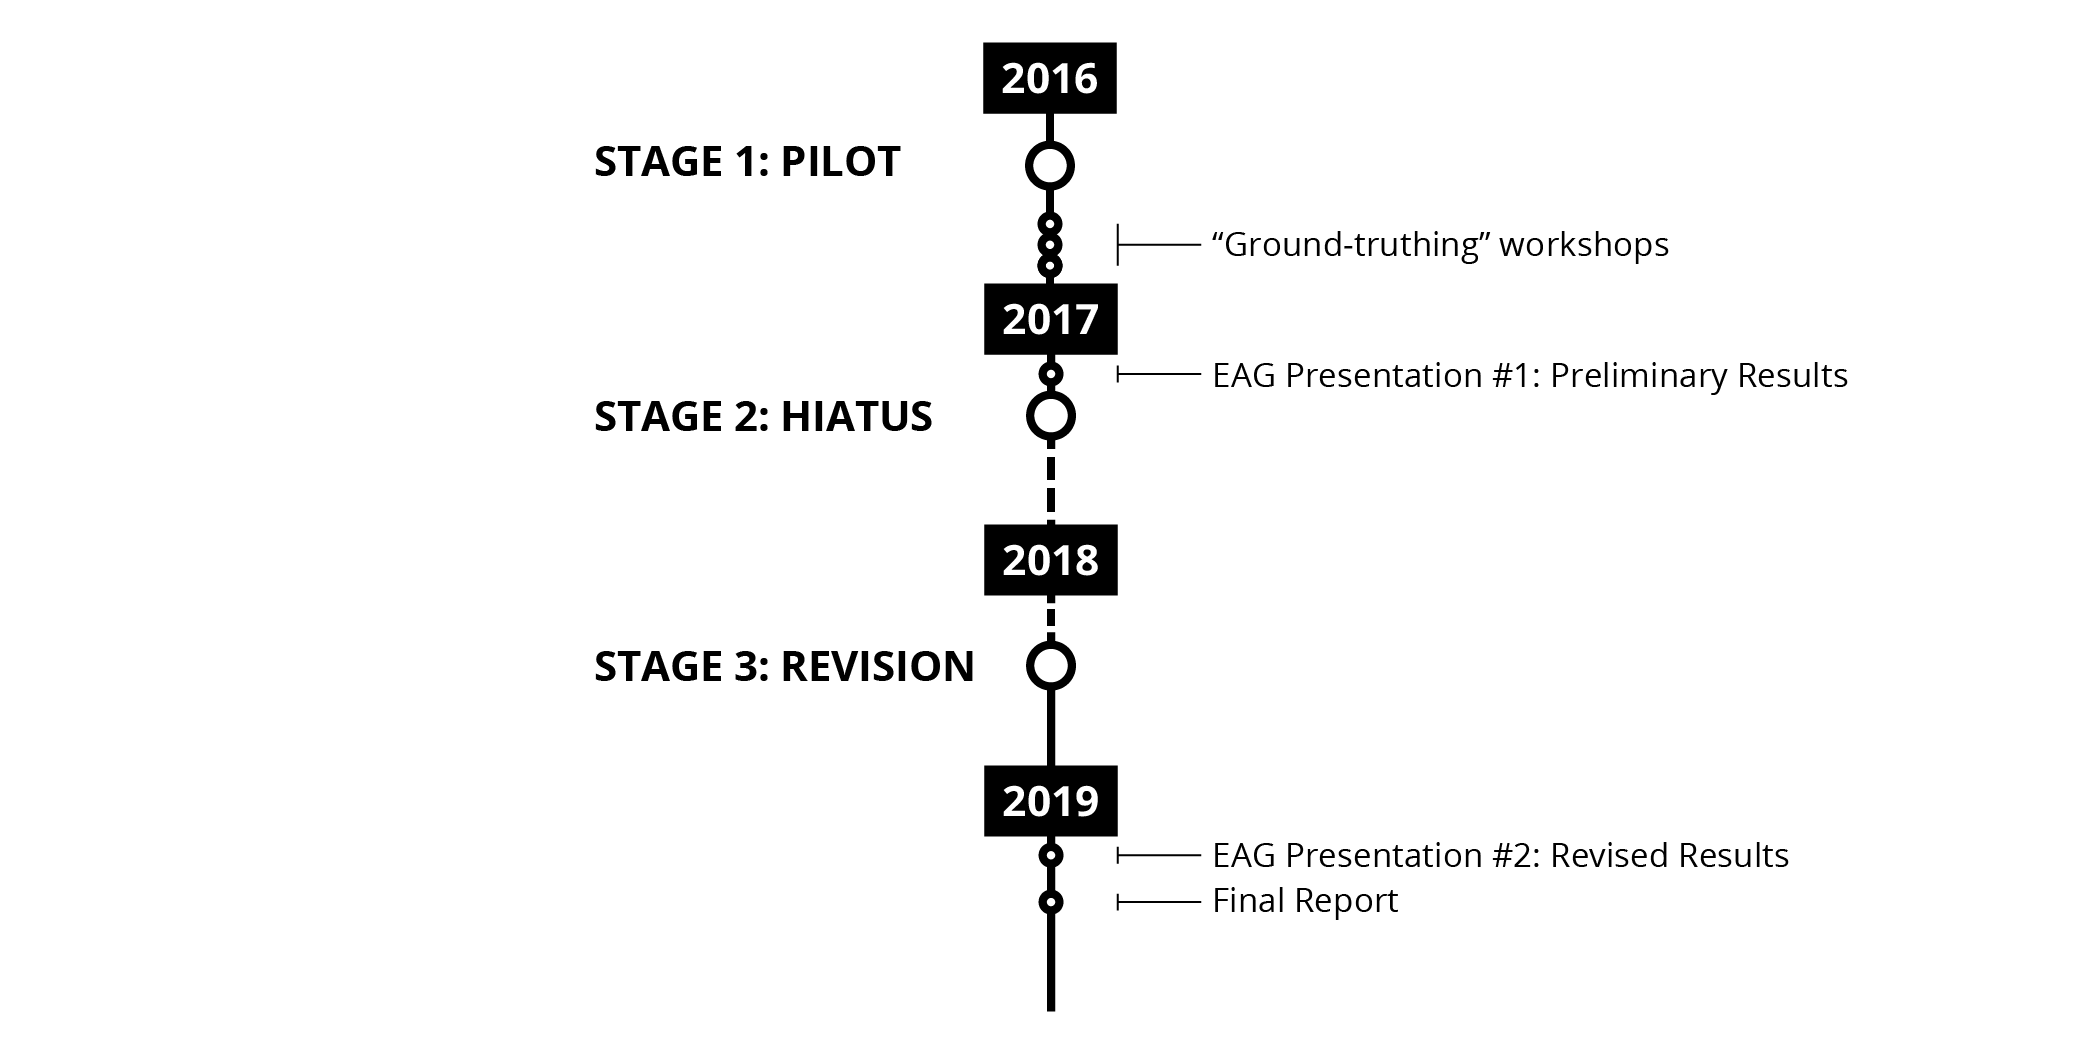 2016
STAGE 1: PILOT
“Ground-truthing” workshops
2017
EAG Presentation #1: Preliminary Results
STAGE 2: HIATUS
2018
STAGE 3: REVISION
2019
EAG Presentation #2: Revised Results
Final Report